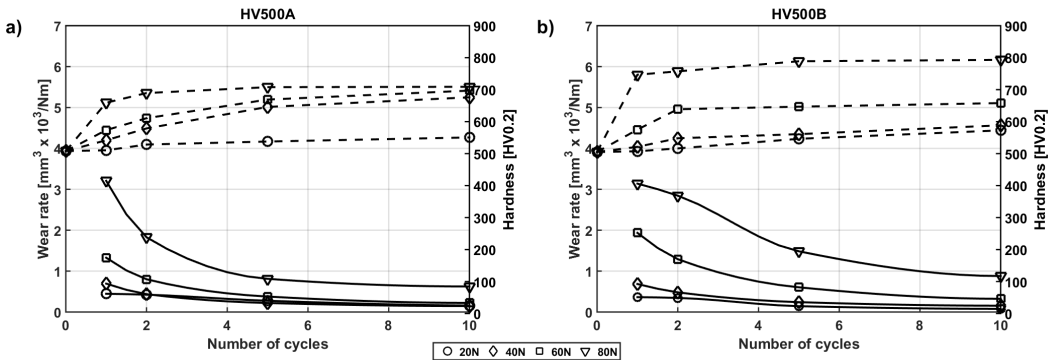 a)
HV500A
Wear rate [mm³ x 10³/Nm]
7
6
5
4
3
2
1
0
900
800
700
600
500
400
300
200
100
0
Hardness [HV0.2]
0 2 4 6 8 10
Number of cycles
b)
HV500B
Wear rate [mm³ x 10³/Nm]
7
6
5
4
3
2
1
0
900
800
700
600
500
400
300
200
100
0
Hardness [HV0.2]
0 2 4 6 8 10
Number of cycles
20N 40N 60N 80N